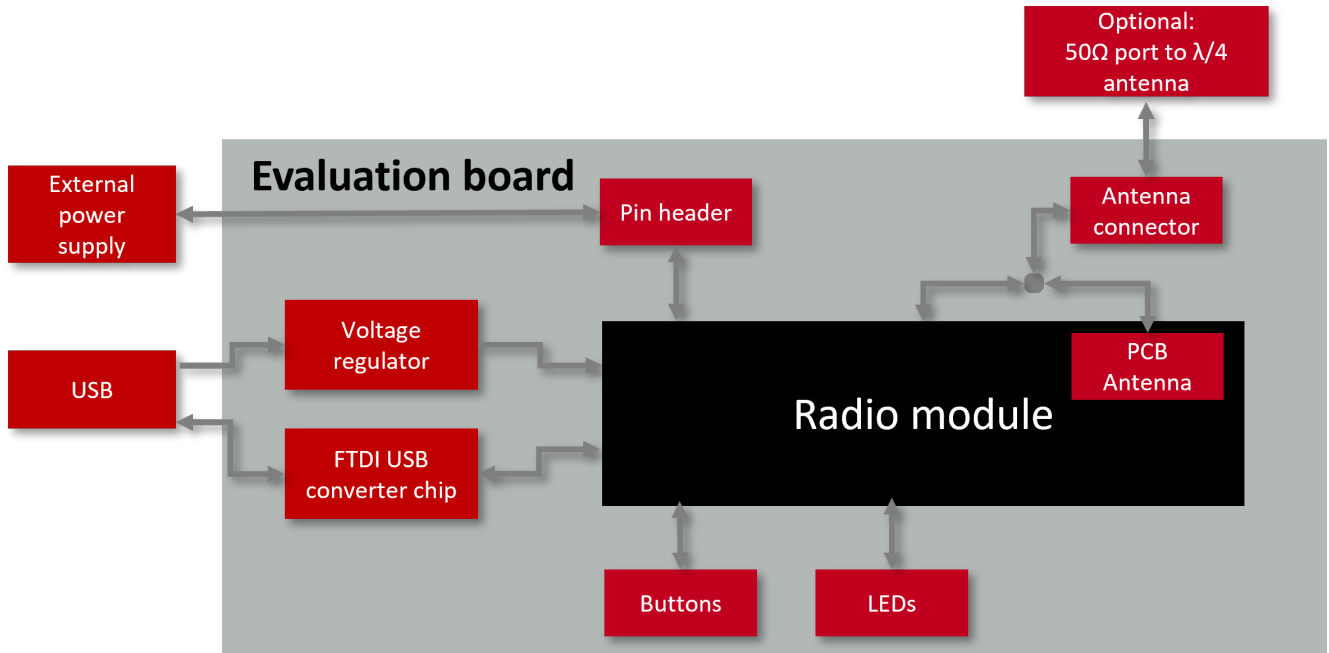 Optional:
50Ω port to λ/4
antenna
Evaluation board
External
power
supply
Pin header
Antenna
connector
Voltage
regulator
USB
PCB
Antenna
Radio module
FTDI USB
converter chip
Buttons
LEDs